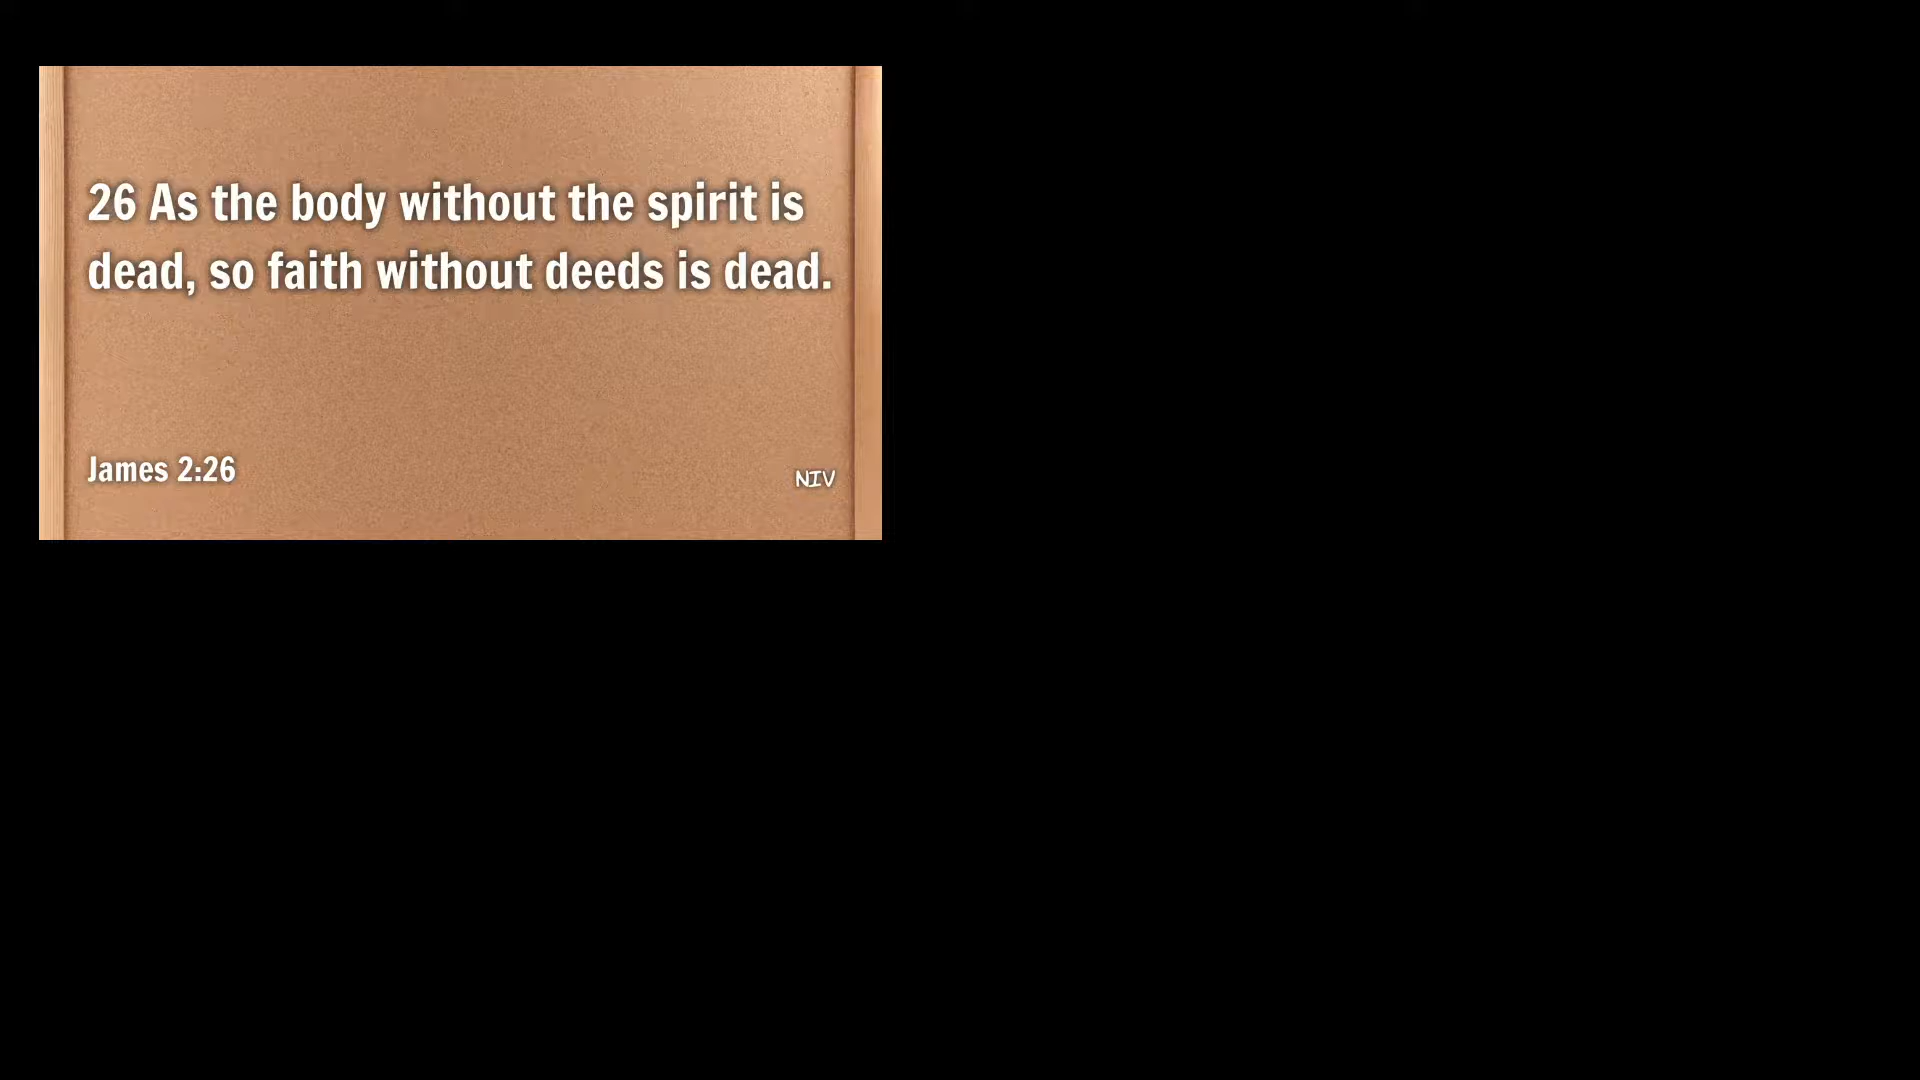 26 As the body without the spirit is
dead, so faith without deeds is dead.
James 2:26
NIV